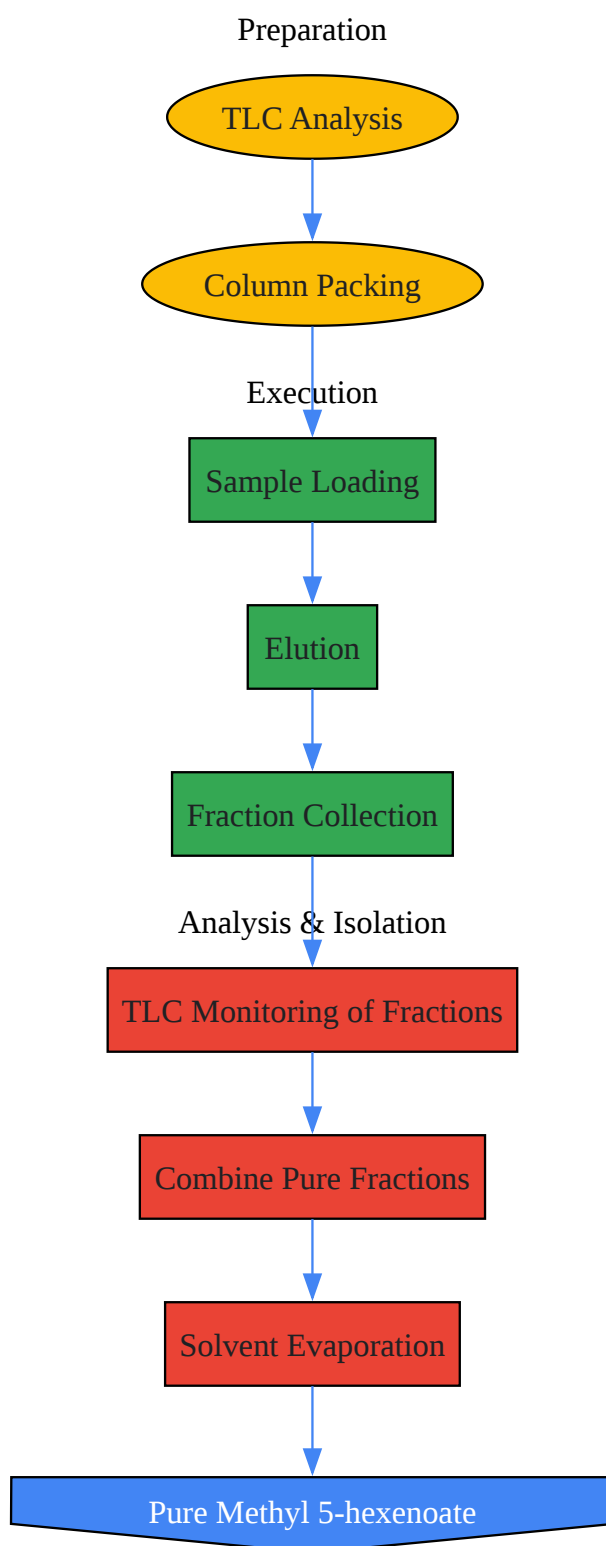 Preparation
TLC Analysis
Column Packing
Execution
Sample Loading
Elution
Fraction Collection
Analysis & Isolation
TLC Monitoring of Fractions
Combine Pure Fractions
Solvent Evaporation
Pure Methyl 5-hexenoate